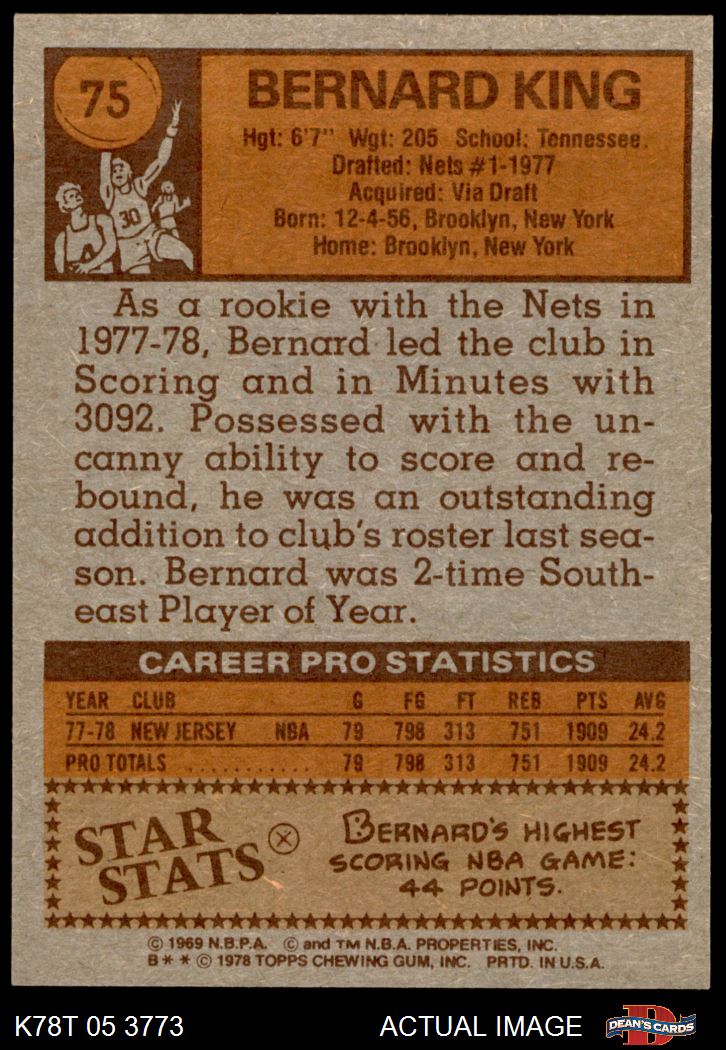 75
BERNARD KING
Hgt: 6'7" Wgt: 205 School: Tennessee.
Drafted: Nets #1-1977
Acquired: Via Draft
Born: 12-4-56, Brooklyn, New York
Home: Brooklyn, New York
30
As a rookie with the Nets in
1977-78, Bernard led the club in
Scoring and in Minutes with
3092. Possessed with the un-
canny ability to score and re-
bound, he was an outstanding
addition to club's roster last sea-
son. Bernard was 2-time South-
east Player of Year.
CAREER PRO STATISTICS
YEAR CLUB G FG FT REB PTS AVG
77-78 NEW JERSEY NBA 79 798 313 751 1909 24.2
PRO TOTALS . . . . . . . . . . . 79 798 313 751 1909 24.2
STAR STATS
BERNARD'S HIGHEST
SCORING NBA GAME:
44 POINTS.
© 1969 N.B.P.A. © and TM N.B.A. PROPERTIES, INC.
B * * © 1978 TOPPS CHEWING GUM, INC. PRTD. IN U.S.A.
K78T 05 3773 ACTUAL IMAGE DEAN'S CARDS